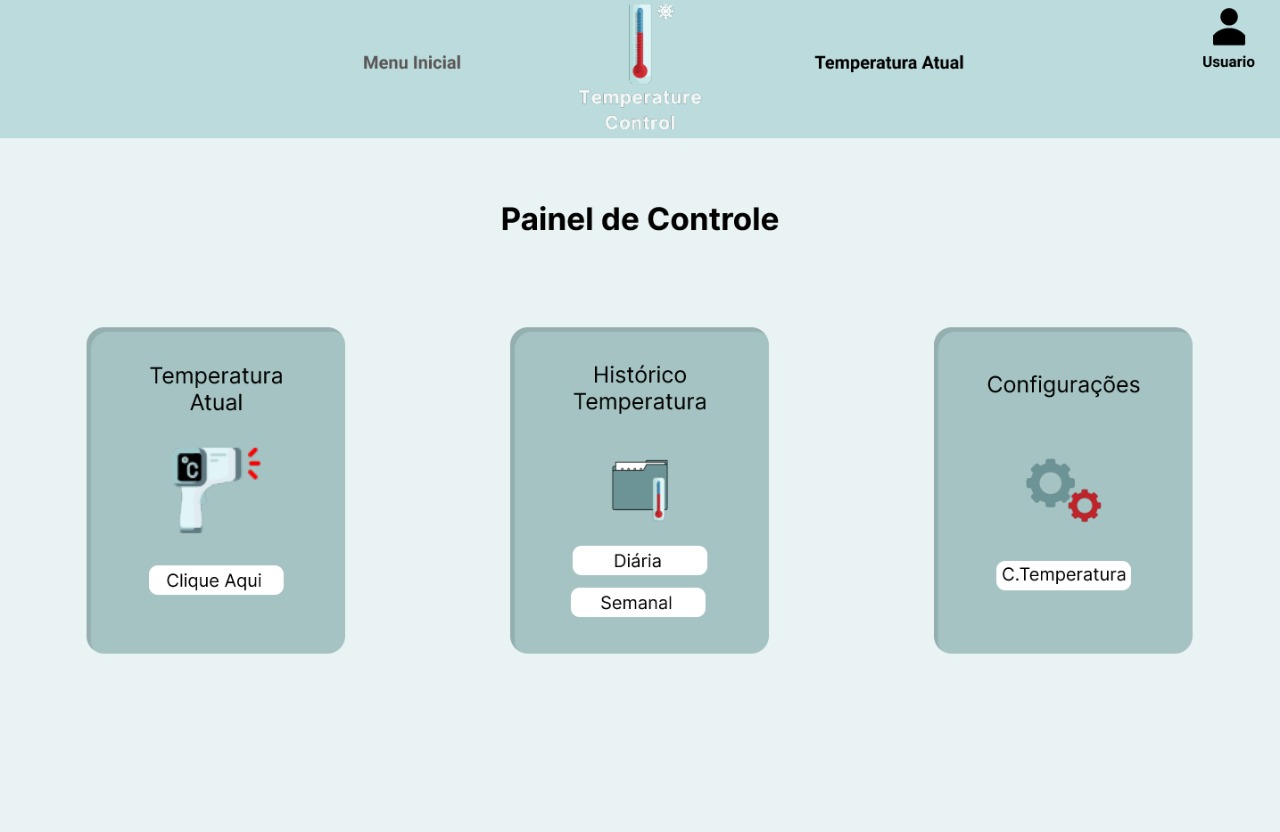 Menu Inicial
Temperature
Control
Temperatura Atual
Usuario
Painel de Controle
Temperatura
Atual
°C
Clique Aqui
Histórico
Temperatura
Diária
Semanal
Configurações
C.Temperatura